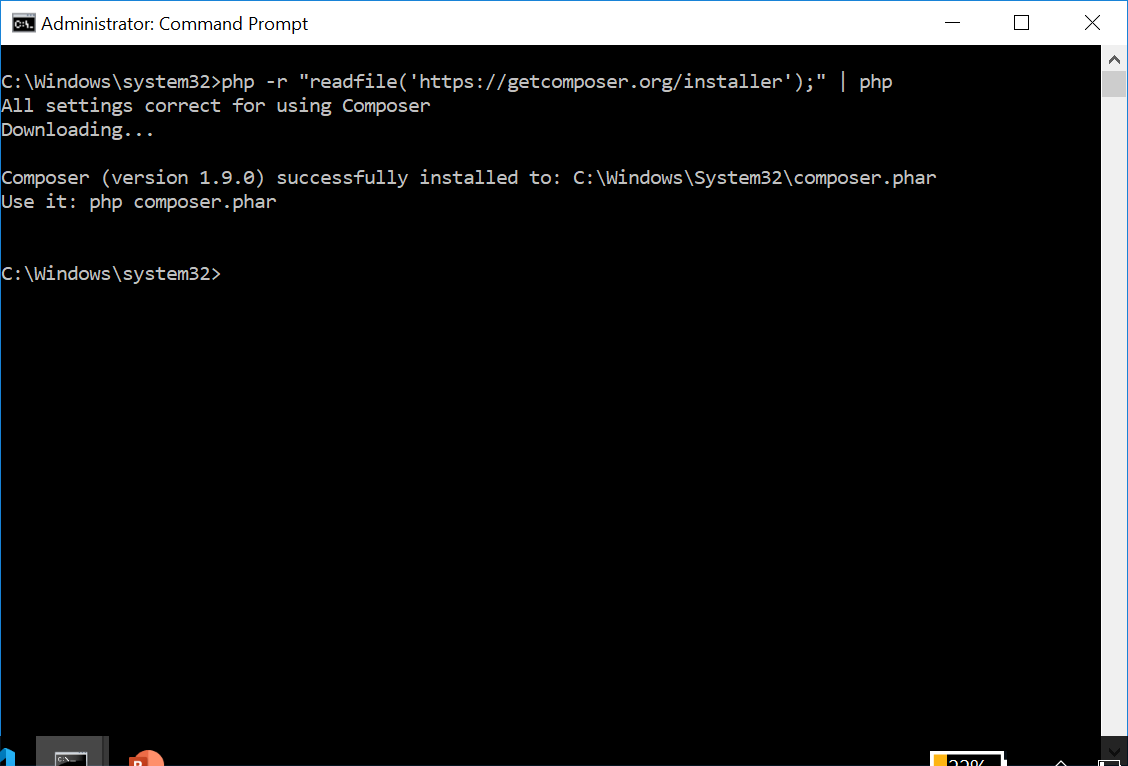 Administrator: Command Prompt
C:\Windows\system32>php -r "readfile('https://getcomposer.org/installer');" | php
All settings correct for using Composer
Downloading...
Composer (version 1.9.0) successfully installed to: C:\Windows\System32\composer.phar
Use it: php composer.phar
C:\Windows\system32>